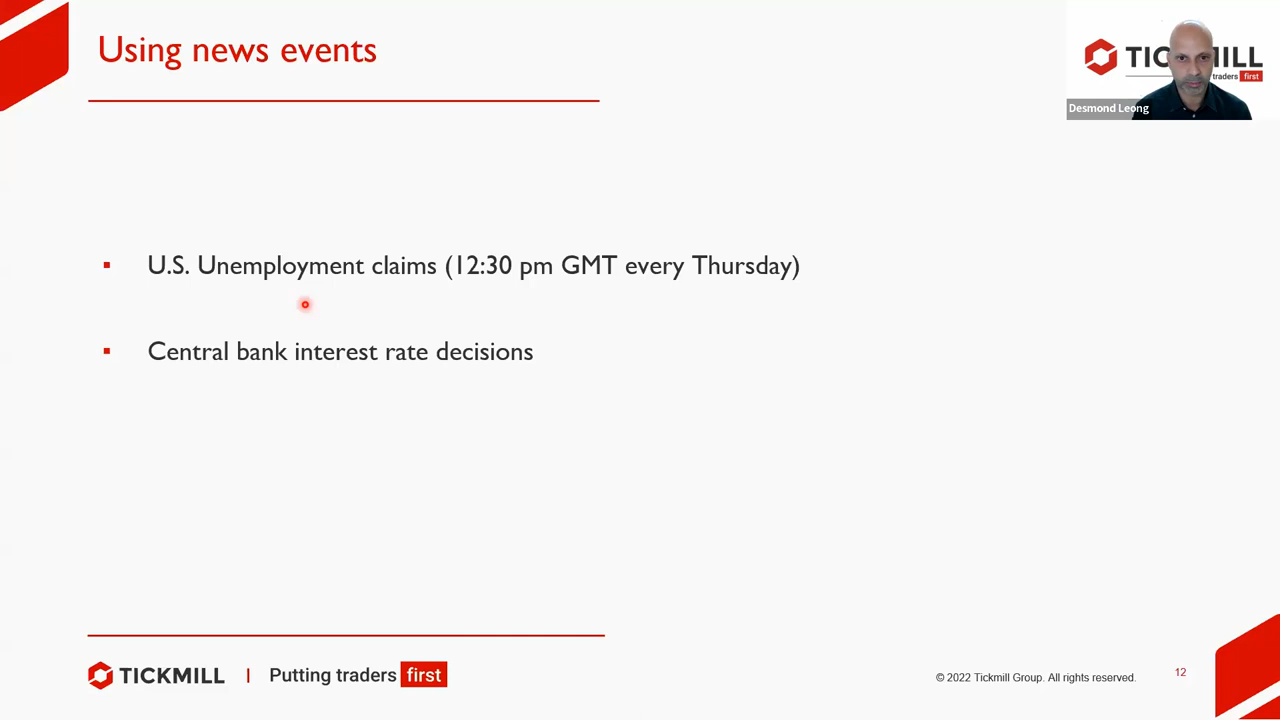 Using news events
TICKMILL
traders first
Desmond Leong
▪ U.S. Unemployment claims (12:30 pm GMT every Thursday)
▪ Central bank interest rate decisions
TICKMILL | Putting traders first
© 2022 Tickmill Group. All rights reserved.
12